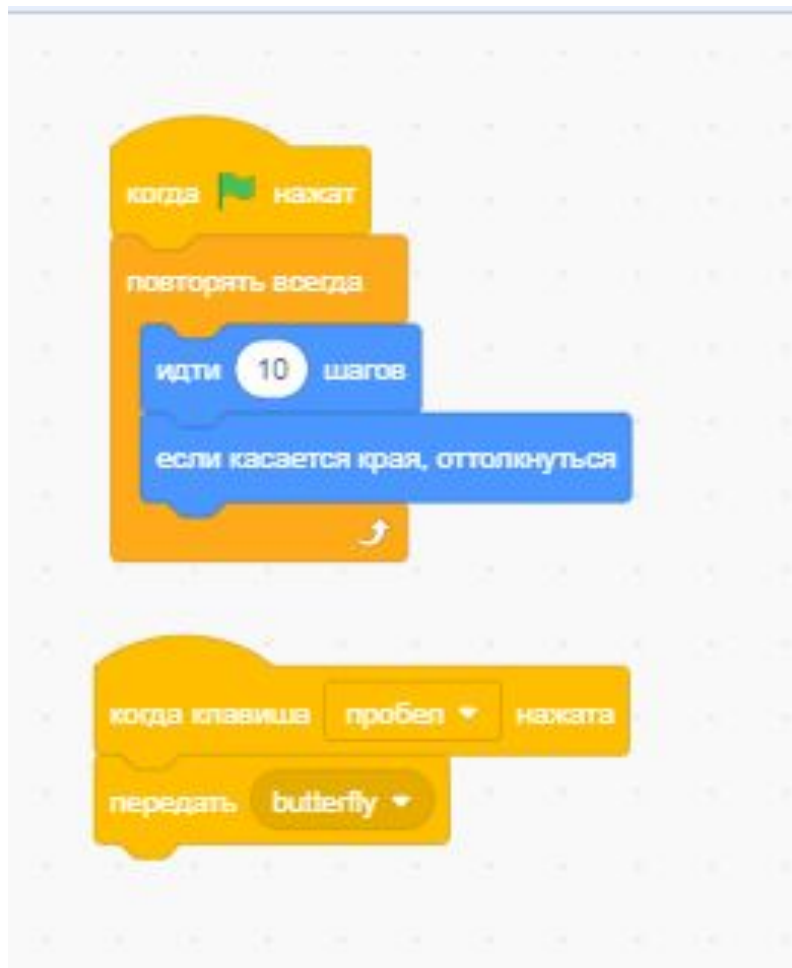 когда нажат
повторять всегда
идти 10 шагов
если касается края, оттолкнуться
когда клавиша пробел нажата
передать butterfly